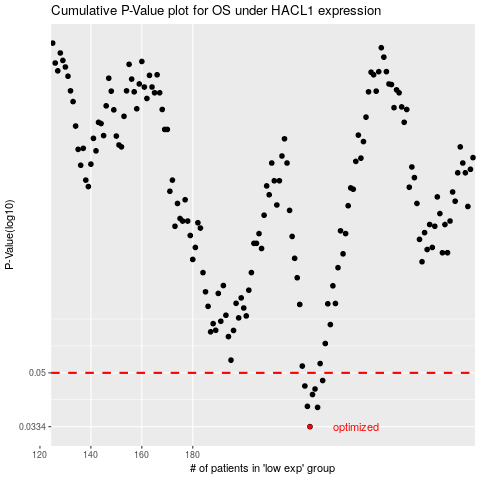 Cumulative P-Value plot for OS under HACL1 expression
P-Value(log10)
0.05
0.0334
optimized
120 140 160 180
# of patients in 'low exp' group